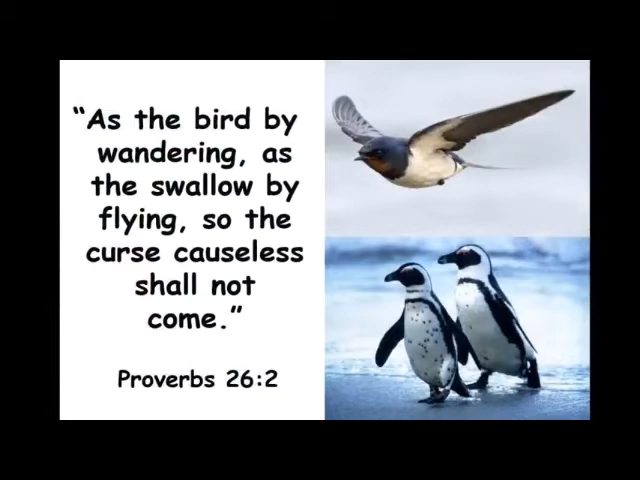 “As the bird by
wandering, as
the swallow by
flying, so the
curse causeless
shall not
come.”
Proverbs 26:2